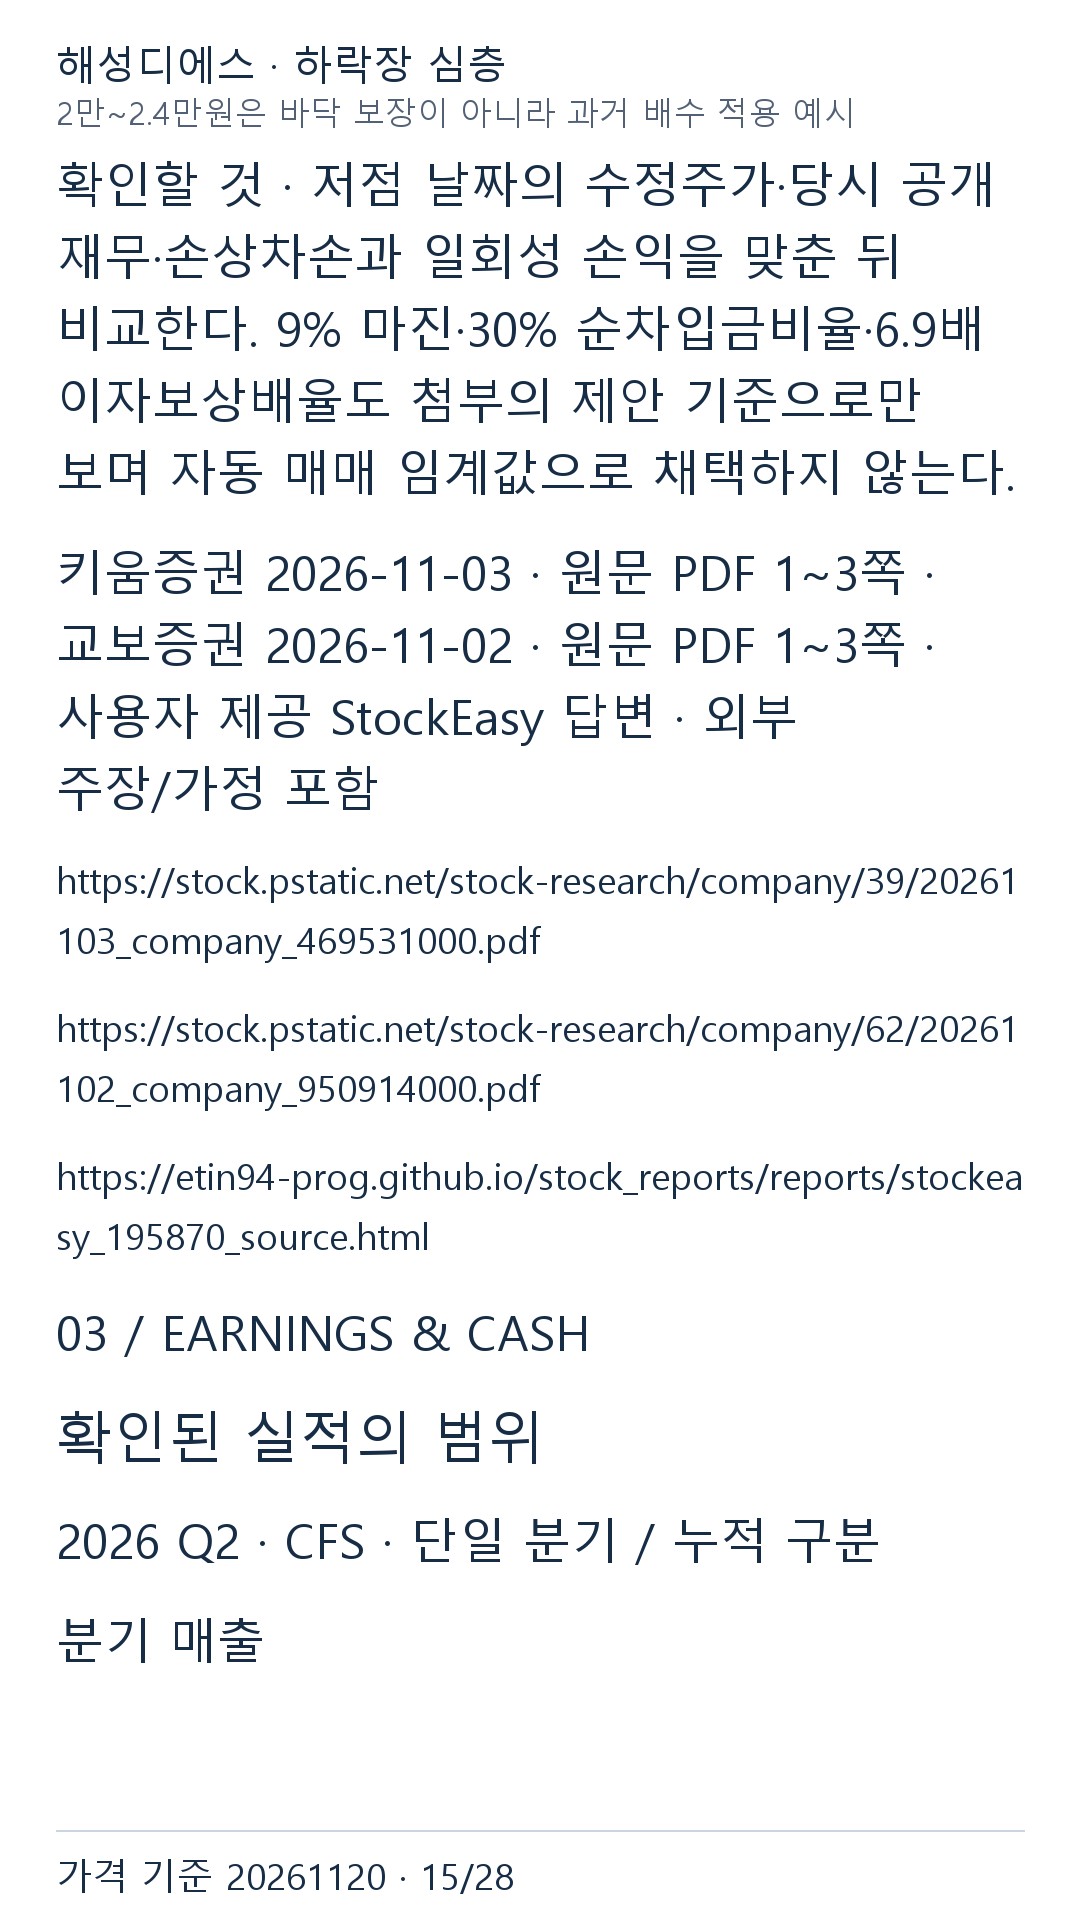 해성디에스 · 하락장 심층
2만~2.4만원은 바닥 보장이 아니라 과거 배수 적용 예시
확인할 것 · 저점 날짜의 수정주가·당시 공개
재무·손상차손과 일회성 손익을 맞춘 뒤
비교한다. 9% 마진·30% 순차입금비율·6.9배
이자보상배율도 첨부의 제안 기준으로만
보며 자동 매매 임계값으로 채택하지 않는다.
키움증권 2026-11-03 · 원문 PDF 1~3쪽 ·
교보증권 2026-11-02 · 원문 PDF 1~3쪽 ·
사용자 제공 StockEasy 답변 · 외부
주장/가정 포함
https://stock.pstatic.net/stock-research/company/39/20261
103_company_469531000.pdf
https://stock.pstatic.net/stock-research/company/62/20261
102_company_950914000.pdf
https://etin94-prog.github.io/stock_reports/reports/stockea
sy_195870_source.html
03 / EARNINGS & CASH
확인된 실적의 범위
2026 Q2 · CFS · 단일 분기 / 누적 구분
분기 매출
가격 기준 20261120 · 15/28